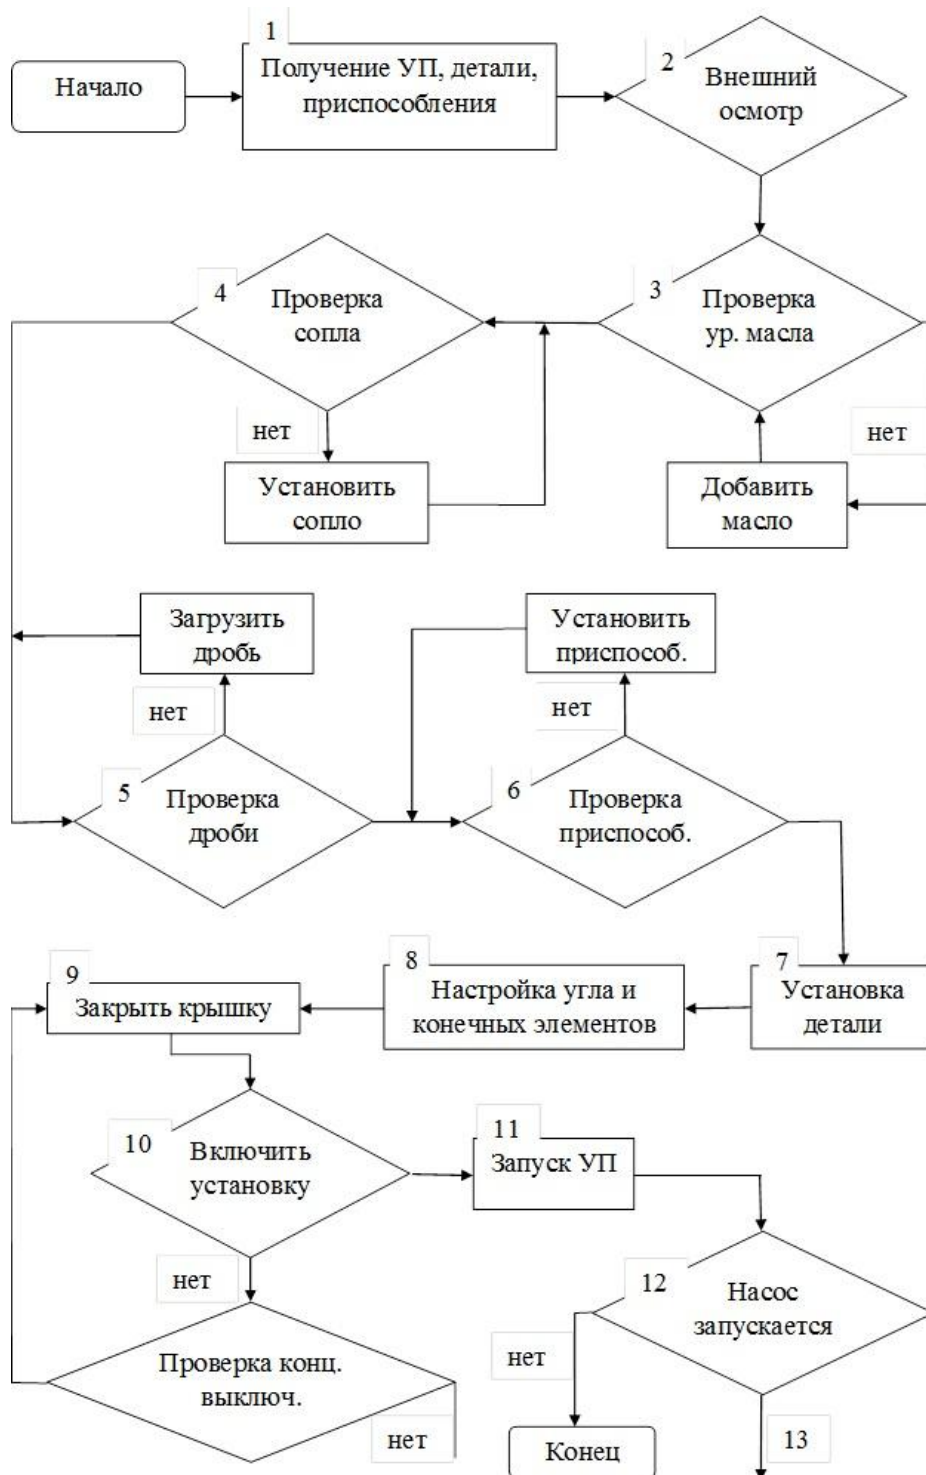 Начало
1
Получение УП, детали,
приспособления
2
Внешний
осмотр
3
Проверка
ур. масла
нет
Добавить
масло
4
Проверка
сопла
нет
Установить
сопло
Загрузить
дробь
нет
5
Проверка
дроби
Установить
приспособ.
нет
6
Проверка
приспособ.
7
Установка
детали
8
Настройка угла и
конечных элементов
9
Закрыть крышку
10
Включить
установку
нет
Проверка конц.
выключ.
нет
11
Запуск УП
12
Насос
запускается
нет
Конец
13